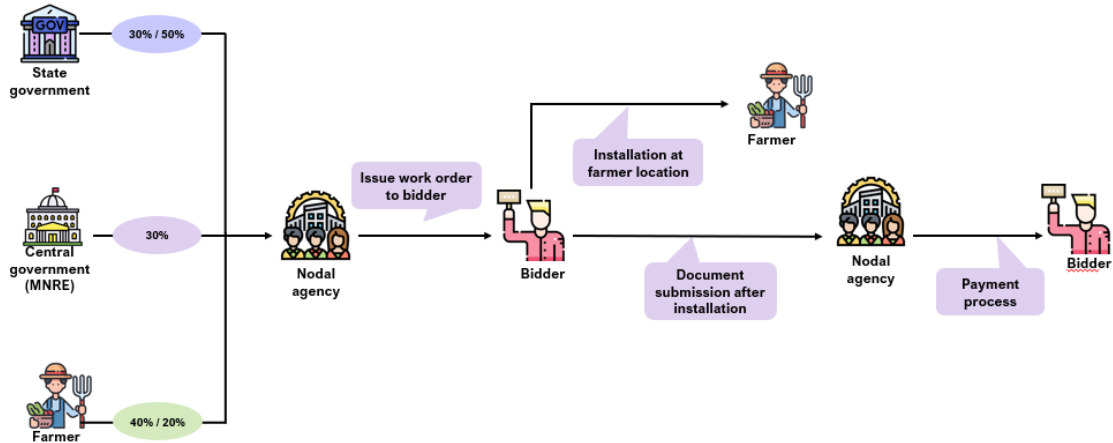 GOV
State
government
30% / 50%
Central
government
(MNRE)
30%
Farmer
40% / 20%
Nodal
agency
Issue work order
to bidder
Bidder
Installation at
farmer location
Farmer
Document
submission after
installation
Nodal
agency
Payment
process
Bidder